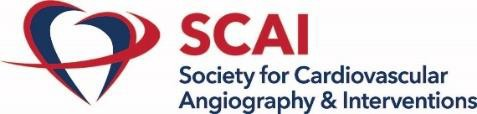 SCAI
Society for Cardiovascular
Angiography & Interventions